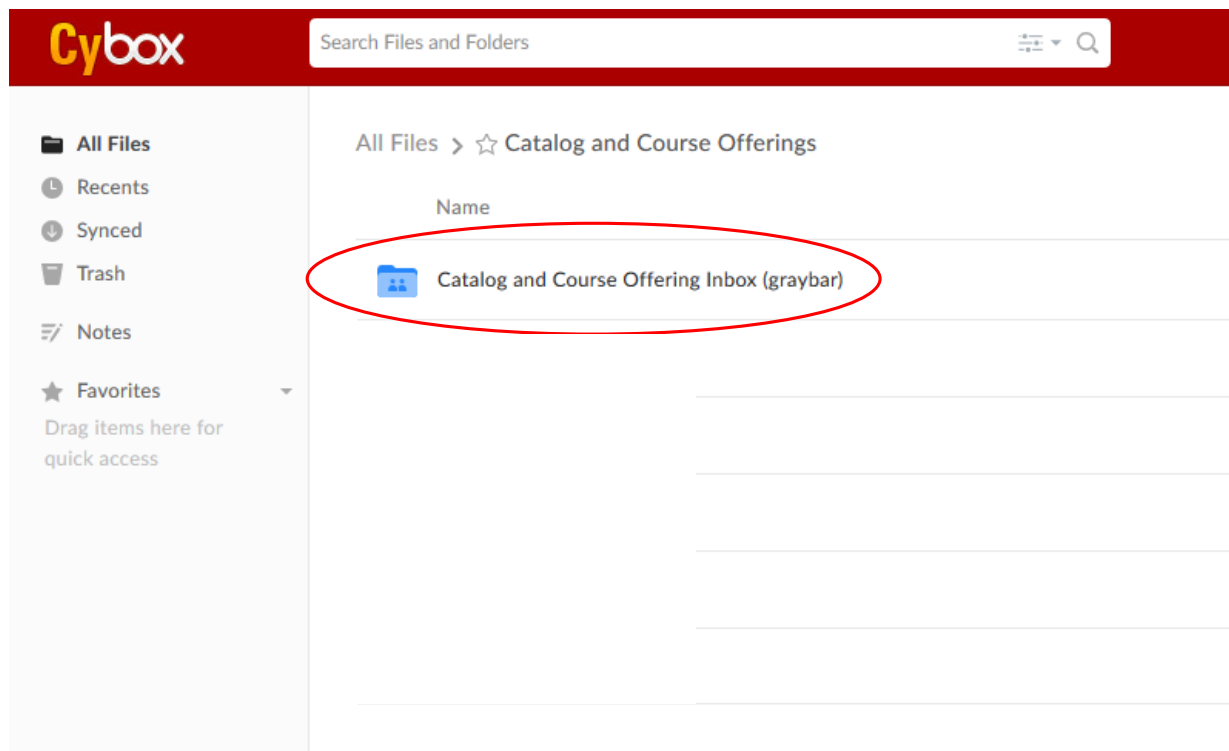 Cybox
Search Files and Folders
All Files
Recents
Synced
Trash
Notes
Favorites
Drag items here for
quick access
All Files > Catalog and Course Offerings
Name
Catalog and Course Offering Inbox (graybar)